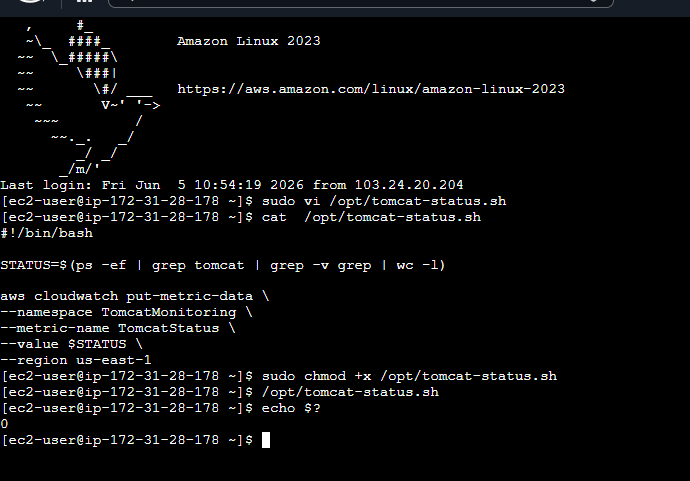 ,     #_
   ~\_  ####_        Amazon Linux 2023
  ~~  \_#####\
  ~~     \###|
  ~~       \#/ ___   https://aws.amazon.com/linux/amazon-linux-2023
   ~~       V~' '->
    ~~~         /
      ~~._.   _/
         _/ _/
       _/m/'
Last login: Fri Jun  5 10:54:19 2026 from 103.24.20.204
[ec2-user@ip-172-31-28-178 ~]$ sudo vi /opt/tomcat-status.sh
[ec2-user@ip-172-31-28-178 ~]$ cat  /opt/tomcat-status.sh
#!/bin/bash

STATUS=$(ps -ef | grep tomcat | grep -v grep | wc -l)

aws cloudwatch put-metric-data \
--namespace TomcatMonitoring \
--metric-name TomcatStatus \
--value $STATUS \
--region us-east-1
[ec2-user@ip-172-31-28-178 ~]$ sudo chmod +x /opt/tomcat-status.sh
[ec2-user@ip-172-31-28-178 ~]$ /opt/tomcat-status.sh
[ec2-user@ip-172-31-28-178 ~]$ echo $?
0
[ec2-user@ip-172-31-28-178 ~]$